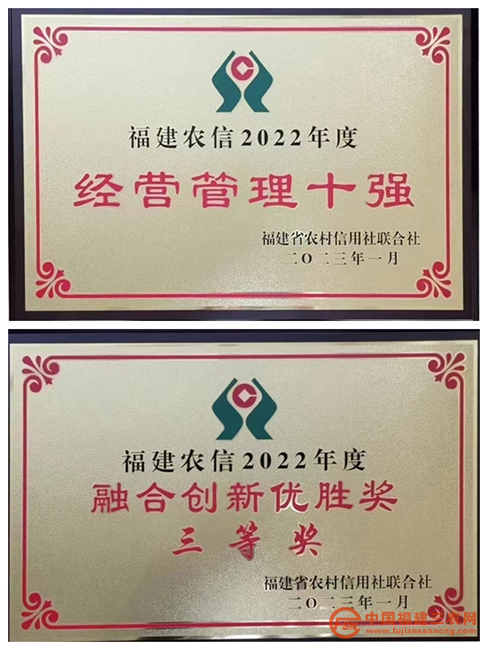 福建农信2022年度
经营管理十强
福建省农村信用社联合社
二〇二三年一月
福建农信2022年度
融合创新优胜奖
三等奖
福建省农村信用社联合社
二〇二三年一月
中国福建三农网
www.fujiansannong.com